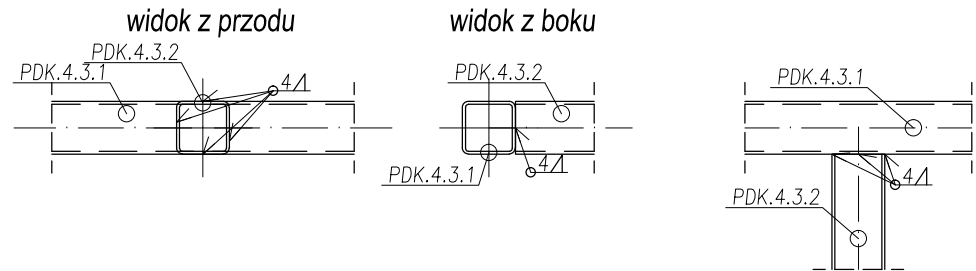 widok z przodu
PDK.4.3.2
PDK.4.3.1
4
widok z boku
PDK.4.3.2
PDK.4.3.1
4
PDK.4.3.1
4
PDK.4.3.2